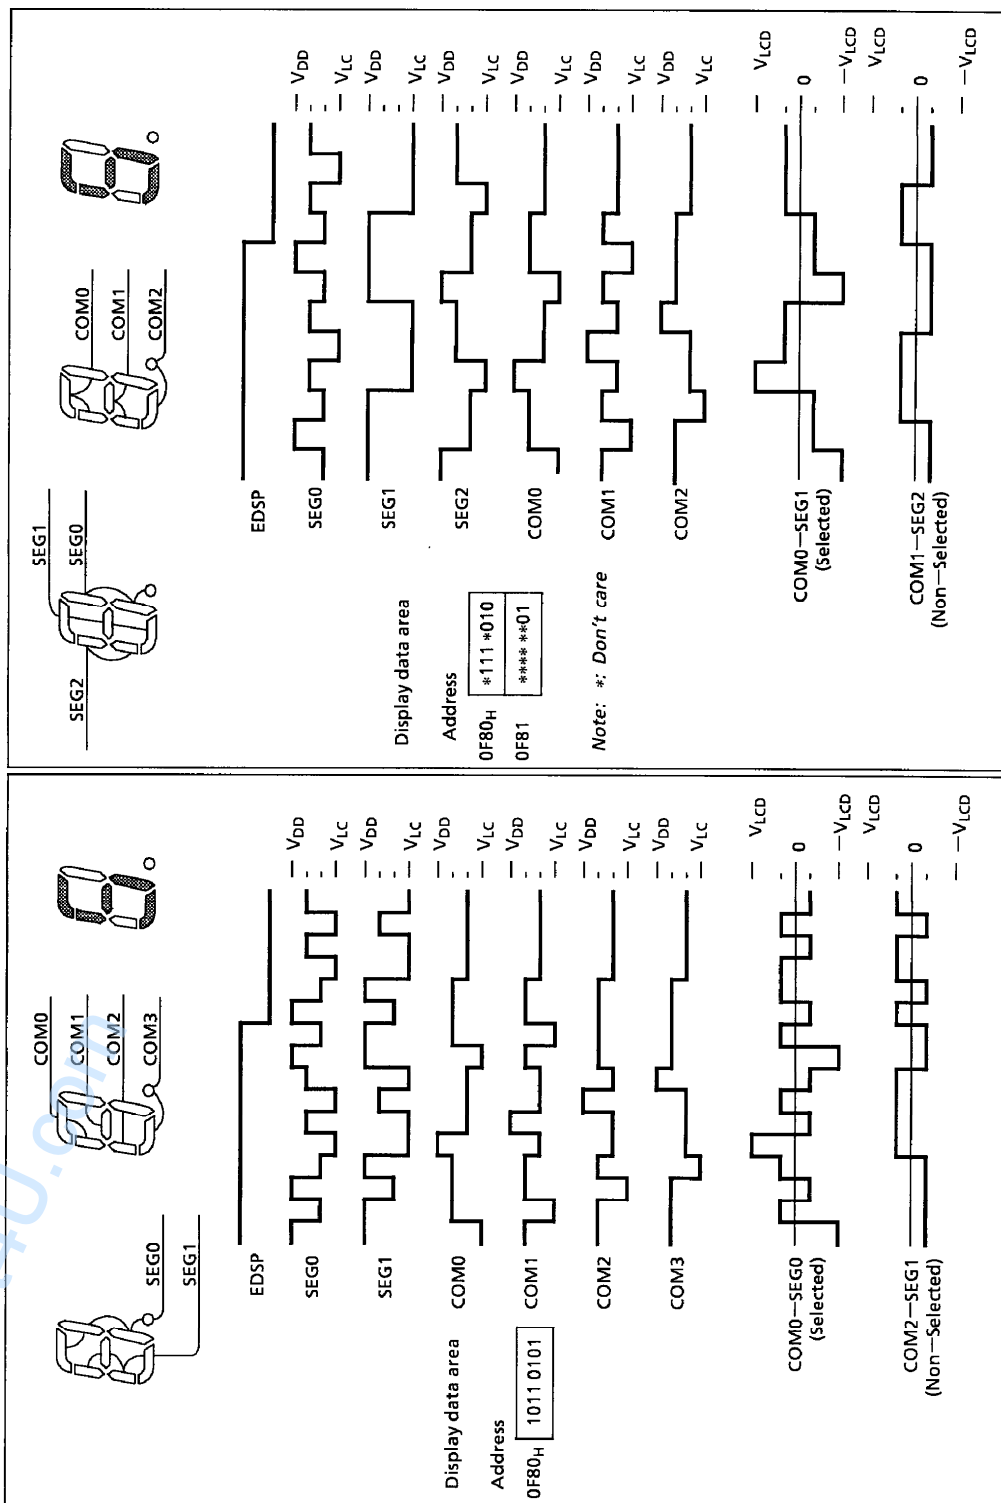 SEG2
SEG1
SEG0
COM0
COM1
COM2
EDSP
SEG0
VDD
VLC
SEG1
VDD
VLC
SEG2
VDD
VLC
COM0
VDD
VLC
COM1
VDD
VLC
COM2
VDD
VLC
Display data area
Address
0F80H
*111 *010
0F81
**** **01
Note: *; Don't care
COM0—SEG1
(Selected)
VLCD
0
—VLCD
COM1—SEG2
(Non—Selected)
VLCD
0
—VLCD
SEG0
SEG1
COM0
COM1
COM2
COM3
EDSP
SEG0
VDD
VLC
SEG1
VDD
VLC
COM0
VDD
VLC
COM1
VDD
VLC
COM2
VDD
VLC
COM3
VDD
VLC
Display data area
Address
0F80H
1011 0101
COM0—SEG0
(Selected)
VLCD
0
—VLCD
COM2—SEG1
(Non—Selected)
VLCD
0
—VLCD
4U.com